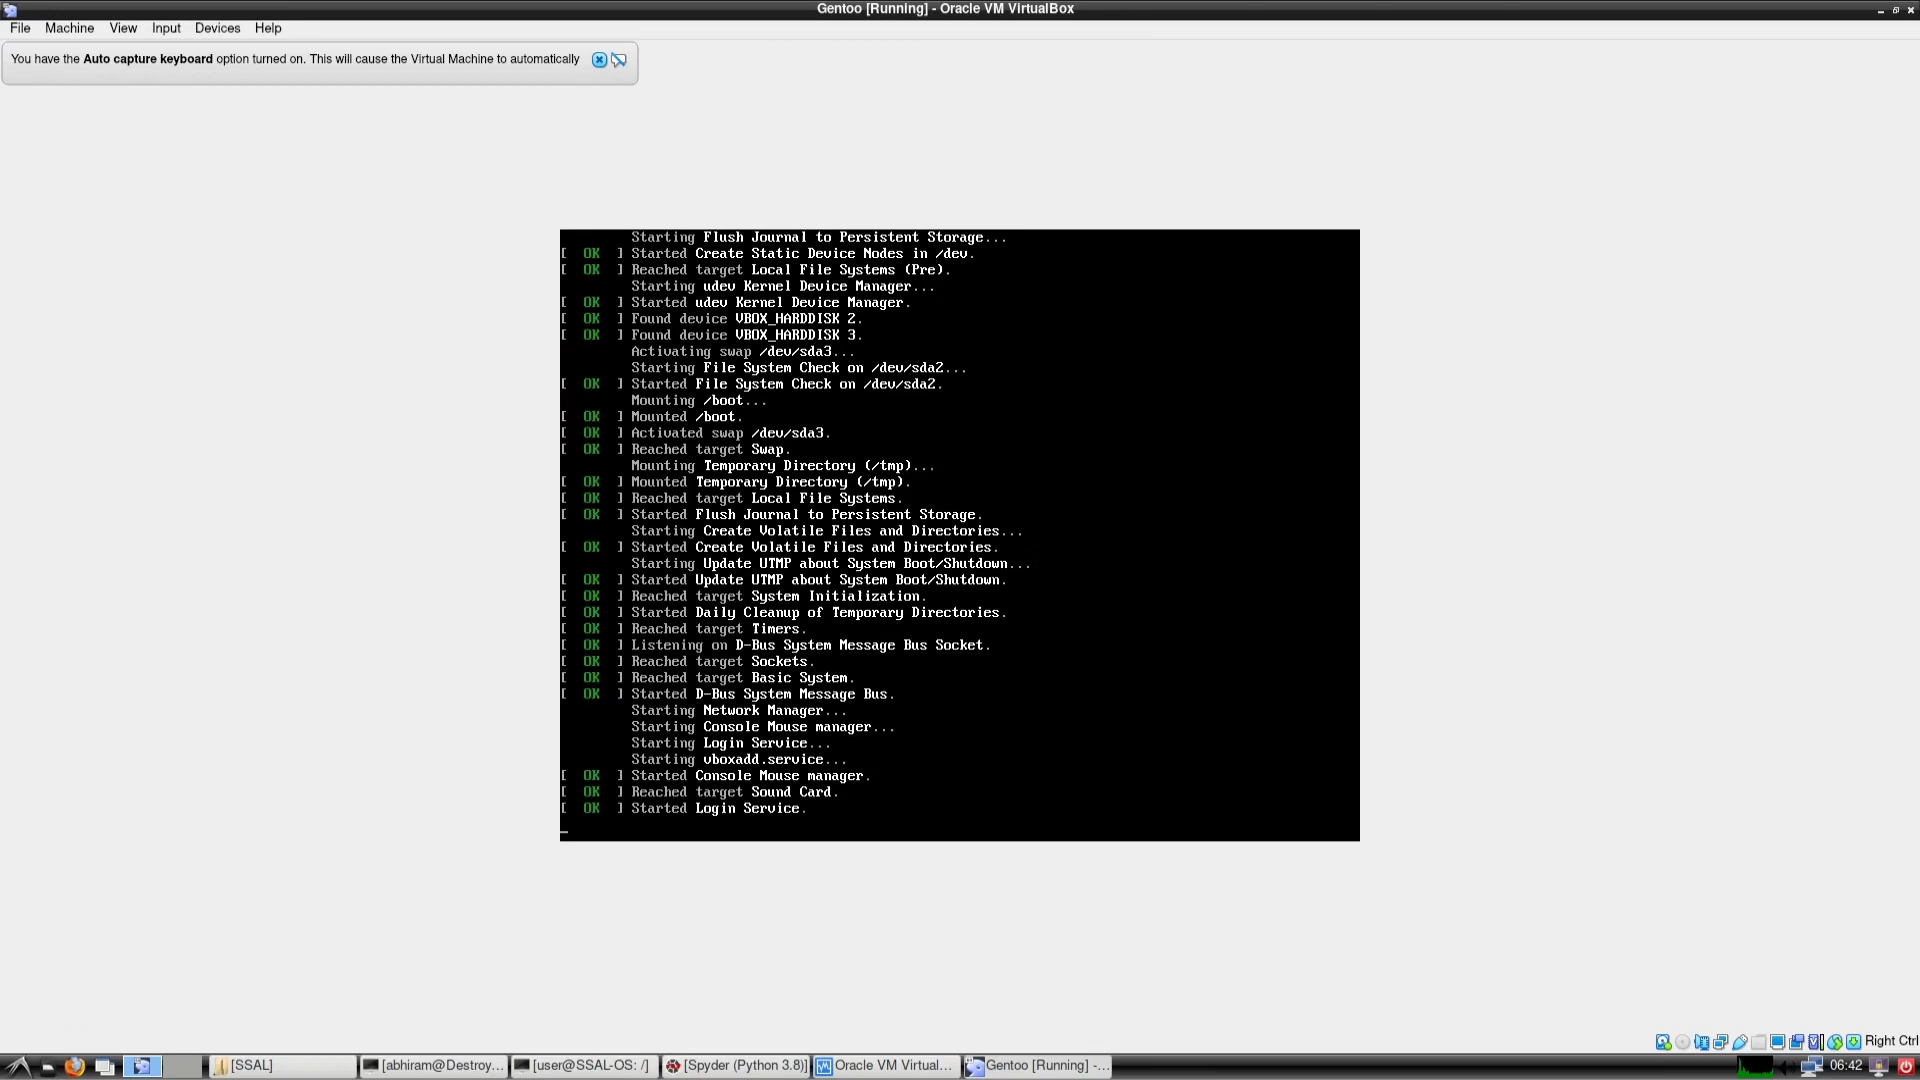 Gentoo [Running] - Oracle VM VirtualBox
File Machine View Input Devices Help
You have the Auto capture keyboard option turned on. This will cause the Virtual Machine to automatically
Starting Flush Journal to Persistent Storage...
[ OK ] Started Create Static Device Nodes in /dev.
[ OK ] Reached target Local File Systems (Pre).
Starting udev Kernel Device Manager...
[ OK ] Started udev Kernel Device Manager.
[ OK ] Found device VBOX_HARDDISK 2.
[ OK ] Found device VBOX_HARDDISK 3.
Activating swap /dev/sda3...
Starting File System Check on /dev/sda2...
[ OK ] Started File System Check on /dev/sda2.
Mounting /boot...
[ OK ] Mounted /boot.
[ OK ] Activated swap /dev/sda3.
[ OK ] Reached target Swap.
Mounting Temporary Directory (/tmp)...
[ OK ] Mounted Temporary Directory (/tmp).
[ OK ] Reached target Local File Systems.
[ OK ] Started Flush Journal to Persistent Storage.
Starting Create Volatile Files and Directories...
[ OK ] Started Create Volatile Files and Directories.
Starting Update UTMP about System Boot/Shutdown...
[ OK ] Started Update UTMP about System Boot/Shutdown.
[ OK ] Reached target System Initialization.
[ OK ] Started Daily Cleanup of Temporary Directories.
[ OK ] Reached target Timers.
[ OK ] Listening on D-Bus System Message Bus Socket.
[ OK ] Reached target Sockets.
[ OK ] Reached target Basic System.
[ OK ] Started D-Bus System Message Bus.
Starting Network Manager...
Starting Console Mouse manager...
Starting Login Service...
Starting vboxadd.service...
[ OK ] Started Console Mouse manager.
[ OK ] Reached target Sound Card.
[ OK ] Started Login Service.
Right Ctrl
[SSAL] [abhiram@Destroy... [user@SSAL-OS: /] [Spyder (Python 3.8)] Oracle VM Virtual... Gentoo [Running] -... 06:42